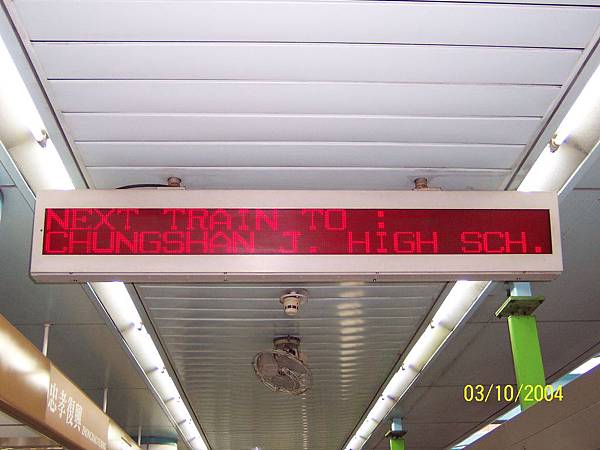 NEXT TRAIN TO :
CHUNGSHAN J. HIGH SCH.
忠孝復興
03/10/2004